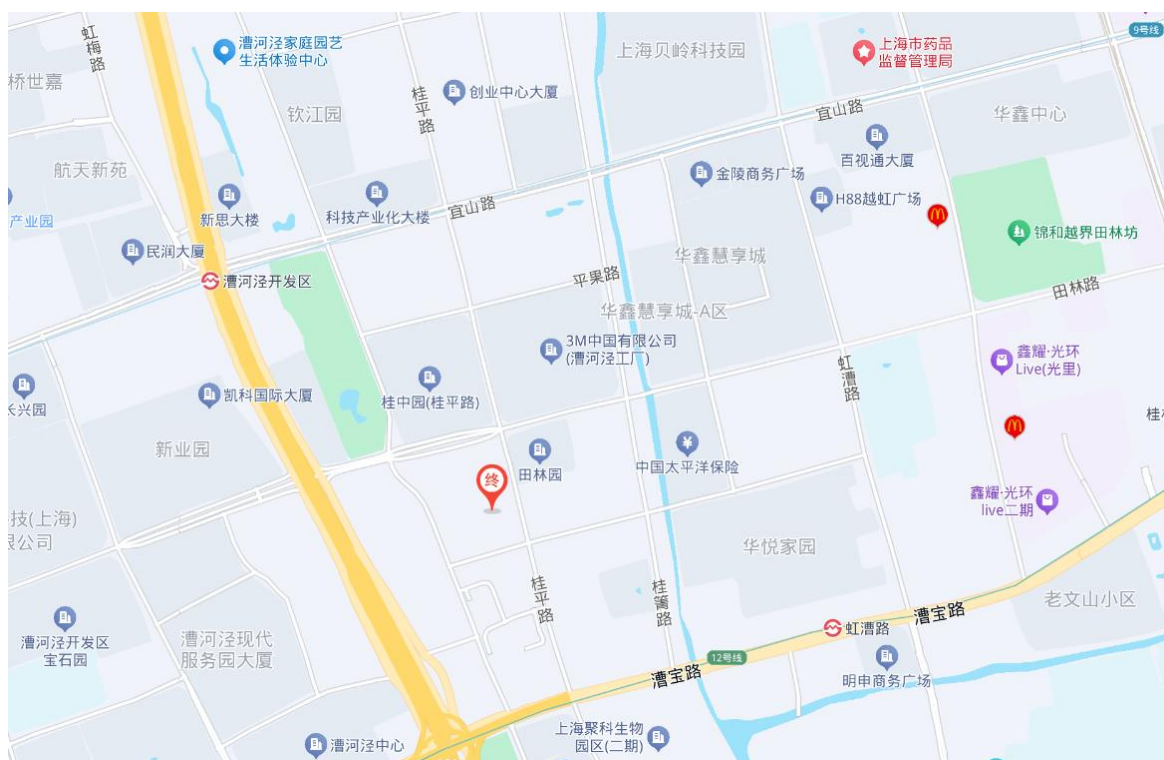 虹梅路
漕河泾家庭园艺
生活体验中心
上海贝岭科技园
上海市药品
监督管理局
9号线
桥世嘉
钦江园
桂平路
创业中心大厦
宜山路
华鑫中心
百视通大厦
航天新苑
金陵商务广场
新思大楼
科技产业化大楼
宜山路
H88越虹广场
产业园
锦和越界田林坊
民润大厦
华鑫慧享城
漕河泾开发区
平果路
田林路
华鑫慧享城-A区
3M中国有限公司
(漕河泾工厂)
鑫耀·光环
Live(光里)
虹漕路
长兴园
凯科国际大厦
桂中园(桂平路)
新业园
终
田林园
中国太平洋保险
鑫耀·光环
live二期
技(上海)
限公司
华悦家园
桂平路
桂箐路
老文山小区
漕河泾开发区
宝石园
漕河泾现代
服务园大厦
虹漕路
漕宝路
12号线
漕宝路
明申商务广场
漕河泾中心
上海聚科生物
园区(二期)